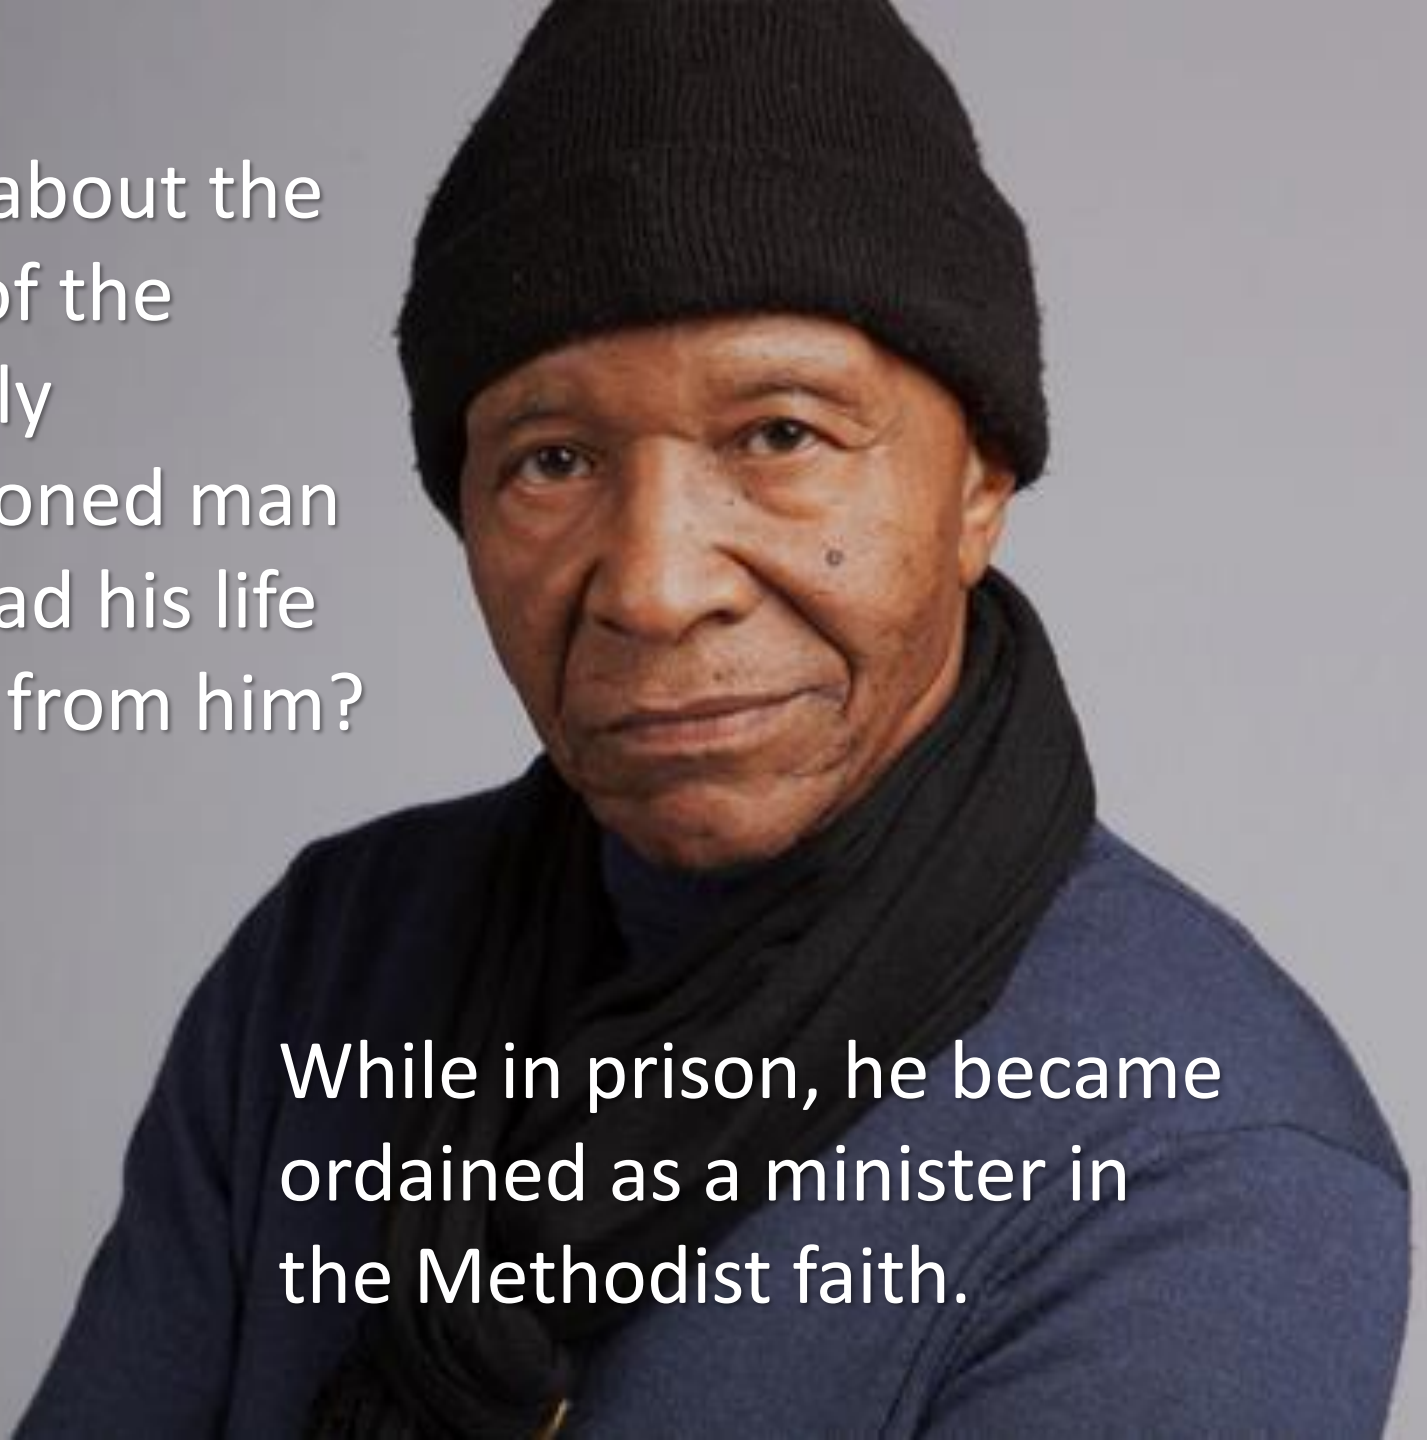 about the
of the
ly
oned man
ad his life
from him?
While in prison, he became
ordained as a minister in
the Methodist faith.